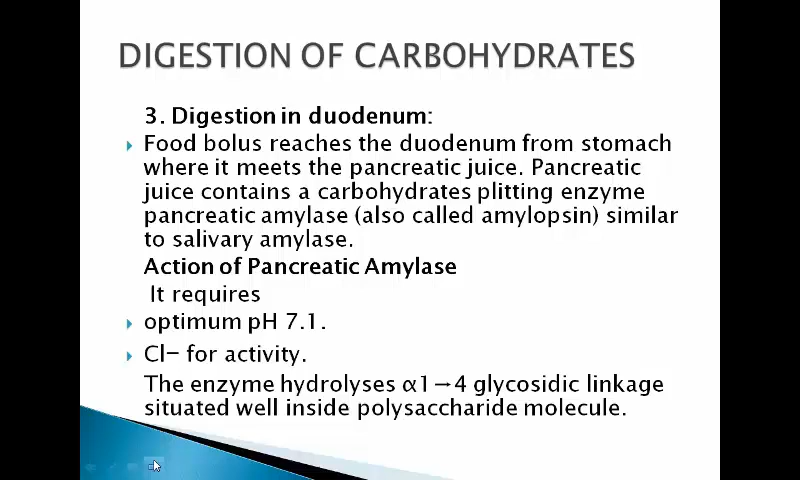 DIGESTION OF CARBOHYDRATES
3. Digestion in duodenum:
Food bolus reaches the duodenum from stomach
where it meets the pancreatic juice. Pancreatic
juice contains a carbohydrates plitting enzyme
pancreatic amylase (also called amylopsin) similar
to salivary amylase.
Action of Pancreatic Amylase
It requires
optimum pH 7.1.
Cl− for activity.
The enzyme hydrolyses α1→4 glycosidic linkage
situated well inside polysaccharide molecule.